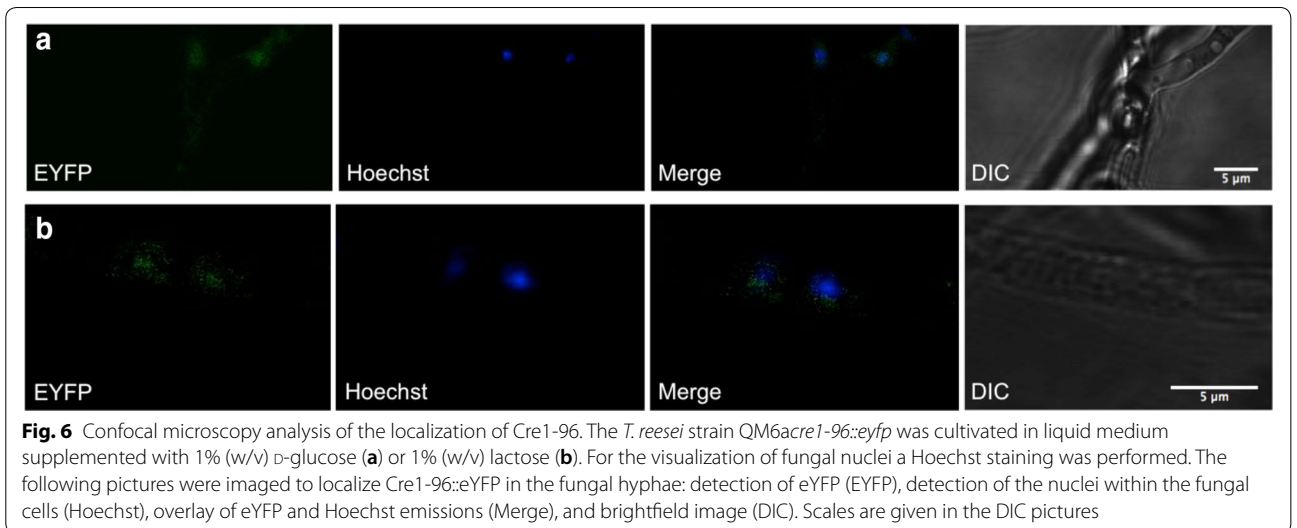 a
EYFP
Hoechst
Merge
DIC
5 µm
b
EYFP
Hoechst
Merge
DIC
5 µm
Fig. 6 Confocal microscopy analysis of the localization of Cre1-96. The T. reesei strain QM6acre1-96::eyfp was cultivated in liquid medium
supplemented with 1% (w/v) D-glucose (a) or 1% (w/v) lactose (b). For the visualization of fungal nuclei a Hoechst staining was performed. The
following pictures were imaged to localize Cre1-96::eYFP in the fungal hyphae: detection of eYFP (EYFP), detection of the nuclei within the fungal
cells (Hoechst), overlay of eYFP and Hoechst emissions (Merge), and brightfield image (DIC). Scales are given in the DIC pictures